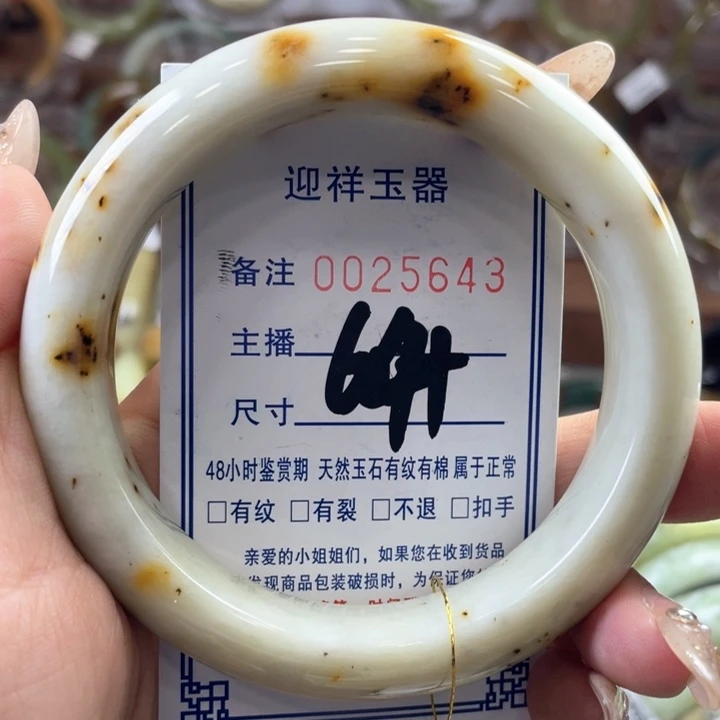 迎祥玉器
备注 0025643
主播
尺寸
48小时鉴赏期 天然玉石有纹有棉 属于正常
□有纹 □有裂 □不退 □扣手
亲爱的小姐姐们，如果您在收到货品
发现商品包装破损时，为保证您